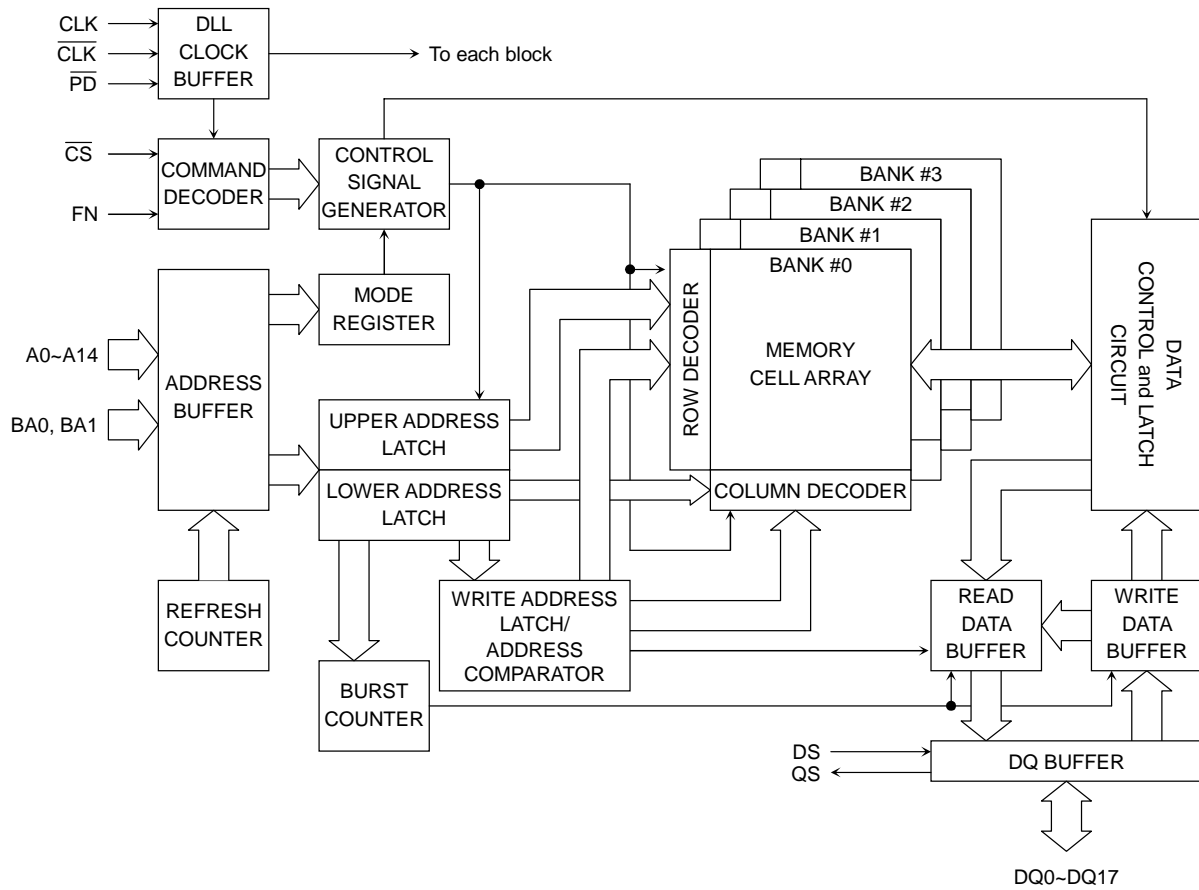 CLK
CLK
PD
DLL
CLOCK
BUFFER
To each block
CS
FN
COMMAND
DECODER
CONTROL
SIGNAL
GENERATOR
BANK #3
BANK #2
BANK #1
BANK #0
A0~A14
BA0, BA1
ADDRESS
BUFFER
MODE
REGISTER
UPPER ADDRESS
LATCH
LOWER ADDRESS
LATCH
ROW DECODER
MEMORY
CELL ARRAY
COLUMN DECODER
DATA
CONTROL and LATCH
CIRCUIT
REFRESH
COUNTER
WRITE ADDRESS
LATCH/
ADDRESS
COMPARATOR
BURST
COUNTER
READ
DATA
BUFFER
WRITE
DATA
BUFFER
DS
QS
DQ BUFFER
DQ0~DQ17